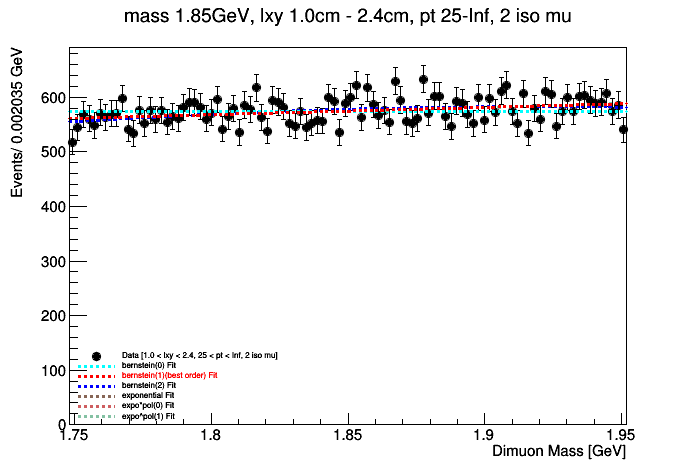 mass 1.85GeV, lxy 1.0cm - 2.4cm, pt 25-Inf, 2 iso mu
Events/ 0.002035 GeV
600
500
400
300
200
100
0
Data [1.0 < lxy < 2.4, 25 < pt < Inf, 2 iso mu]
bernstein(0) Fit
bernstein(1)(best order) Fit
bernstein(2) Fit
exponential Fit
expo*pol(0) Fit
expo*pol(1) Fit
1.75 1.8 1.85 1.9 1.95
Dimuon Mass [GeV]